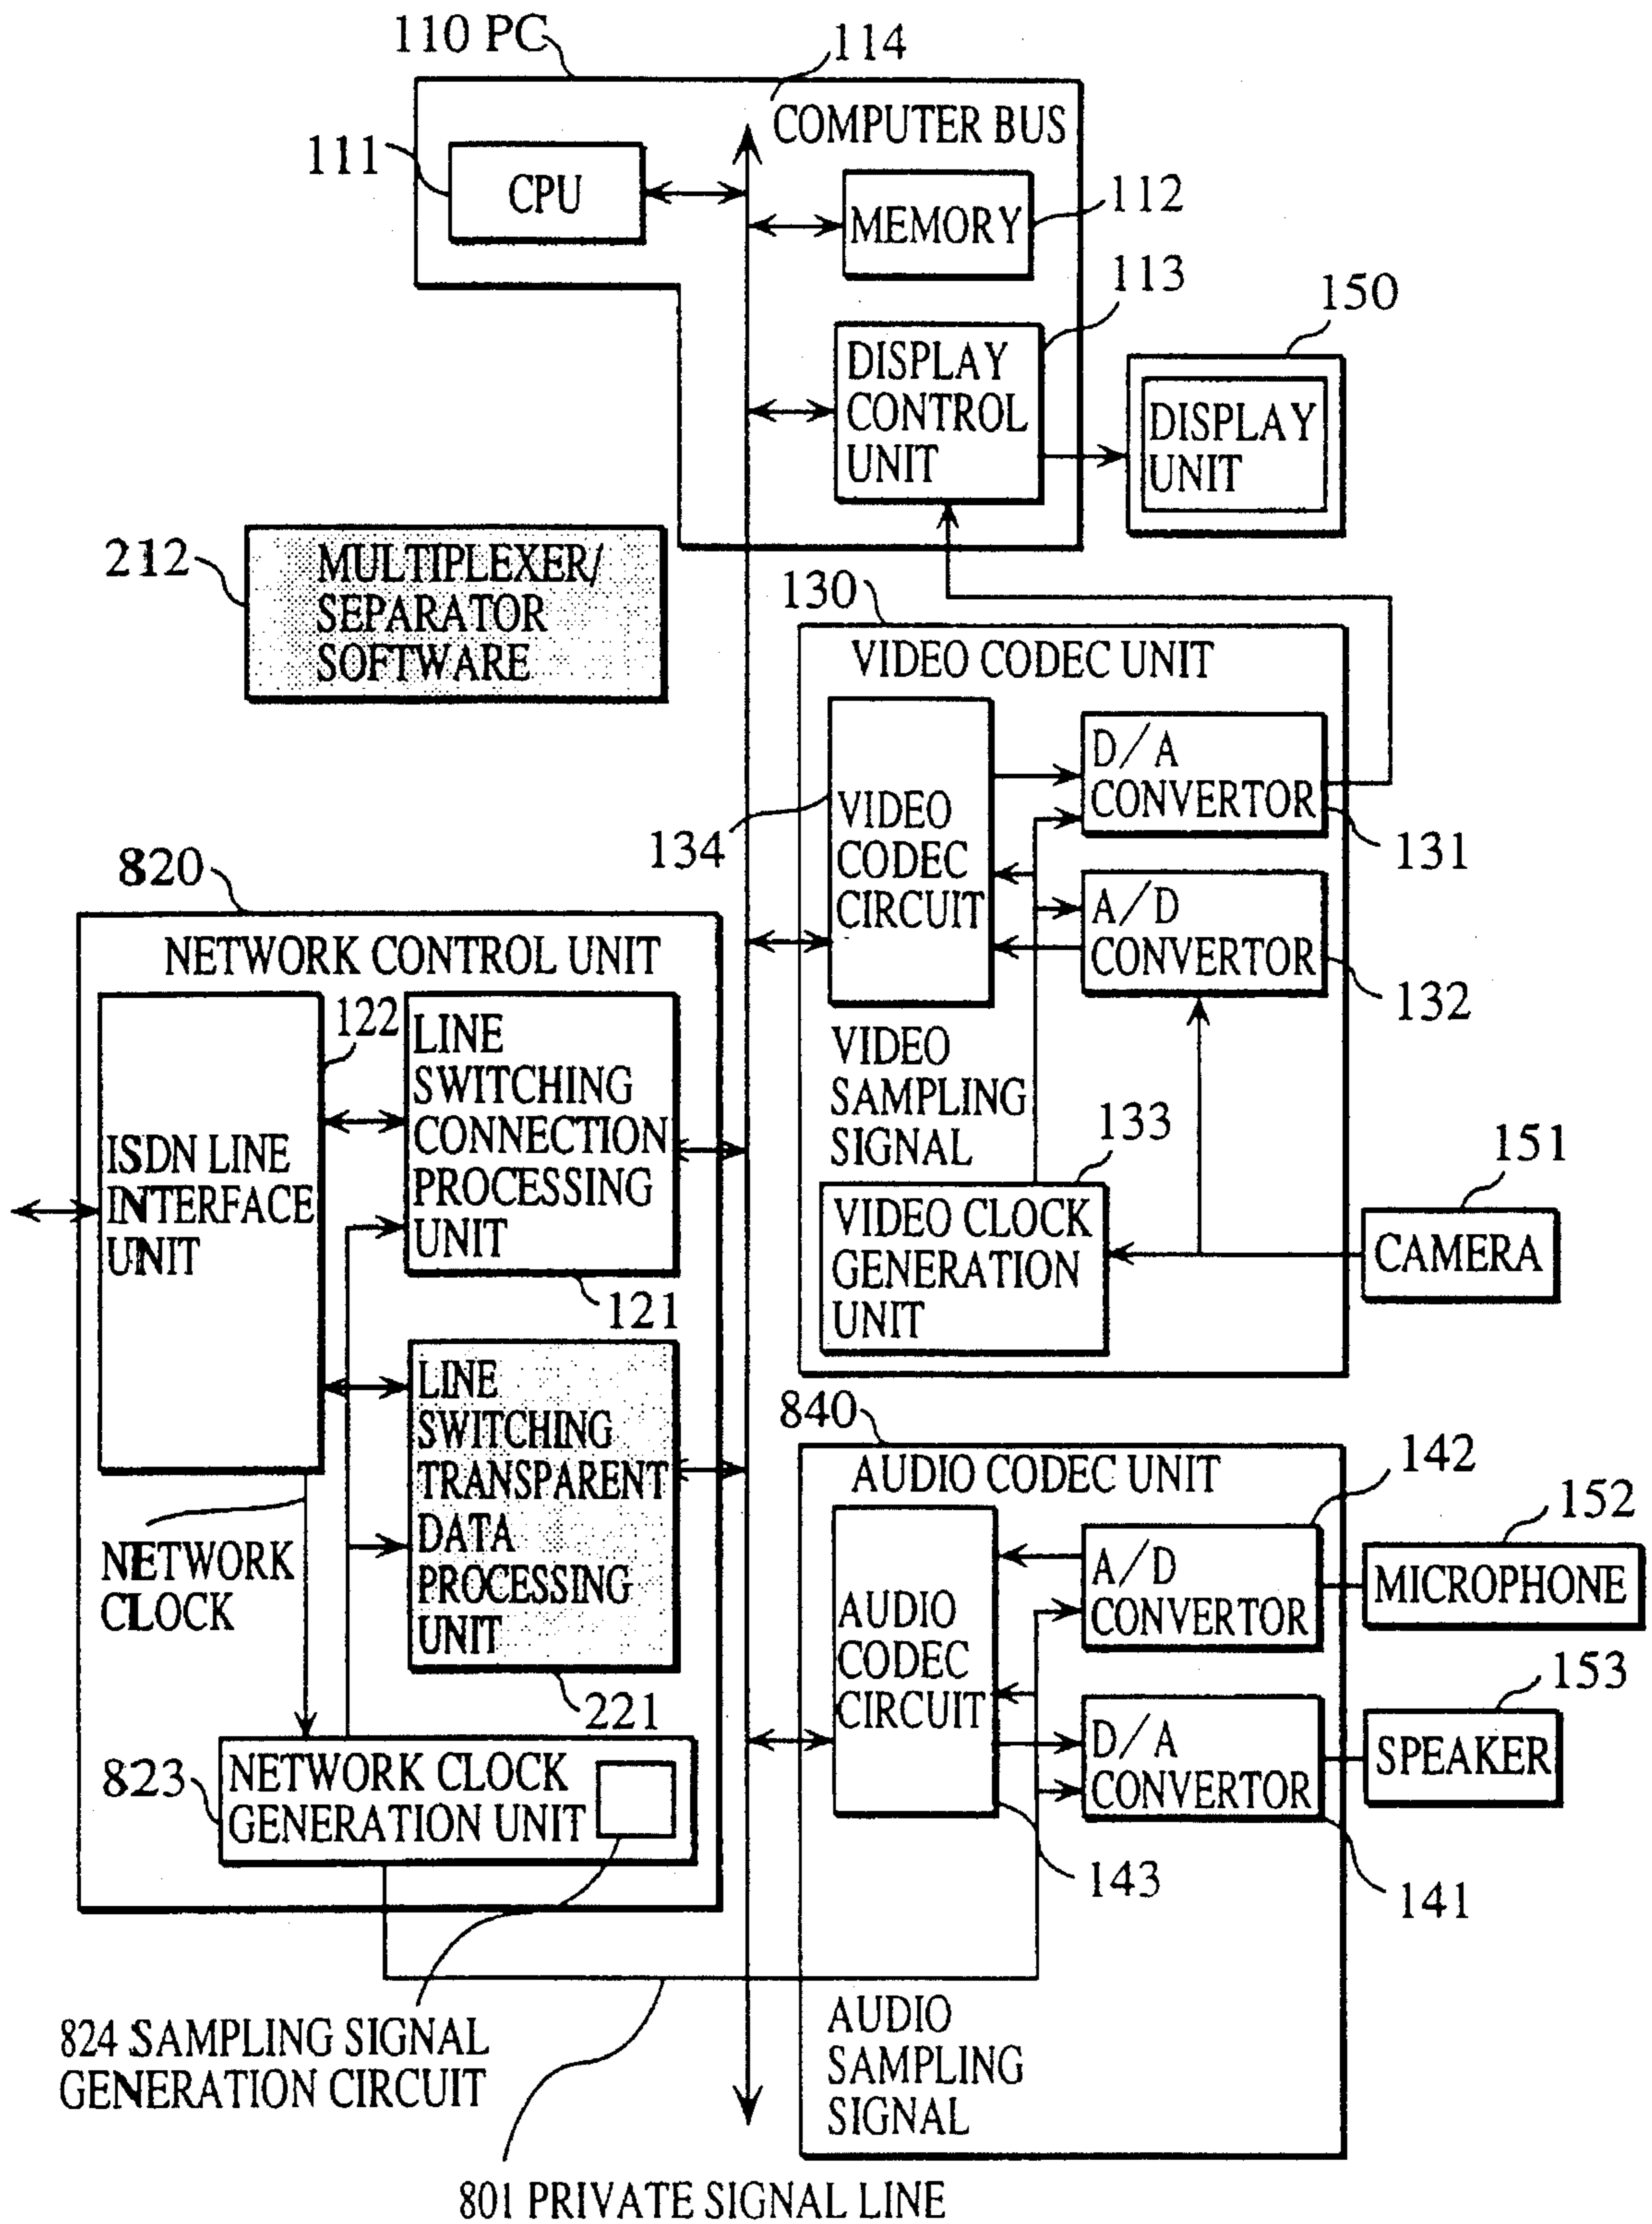 110 PC
114
COMPUTER BUS
111
CPU
MEMORY
112
113
DISPLAY
CONTROL
UNIT
150
DISPLAY
UNIT
212
MULTIPLEXER/
SEPARATOR
SOFTWARE
130
VIDEO CODEC UNIT
134
VIDEO
CODEC
CIRCUIT
D/A
CONVERTOR
131
A/D
CONVERTOR
132
VIDEO
SAMPLING
SIGNAL
133
VIDEO CLOCK
GENERATION
UNIT
151
CAMERA
820
NETWORK CONTROL UNIT
ISDN LINE
INTERFACE
UNIT
122
LINE
SWITCHING
CONNECTION
PROCESSING
UNIT
121
LINE
SWITCHING
TRANSPARENT
DATA
PROCESSING
UNIT
221
NETWORK
CLOCK
823
NETWORK CLOCK
GENERATION UNIT
840
AUDIO CODEC UNIT
142
AUDIO
CODEC
CIRCUIT
A/D
CONVERTOR
152
MICROPHONE
D/A
CONVERTOR
153
SPEAKER
143
141
824 SAMPLING SIGNAL
GENERATION CIRCUIT
AUDIO
SAMPLING
SIGNAL
801 PRIVATE SIGNAL LINE